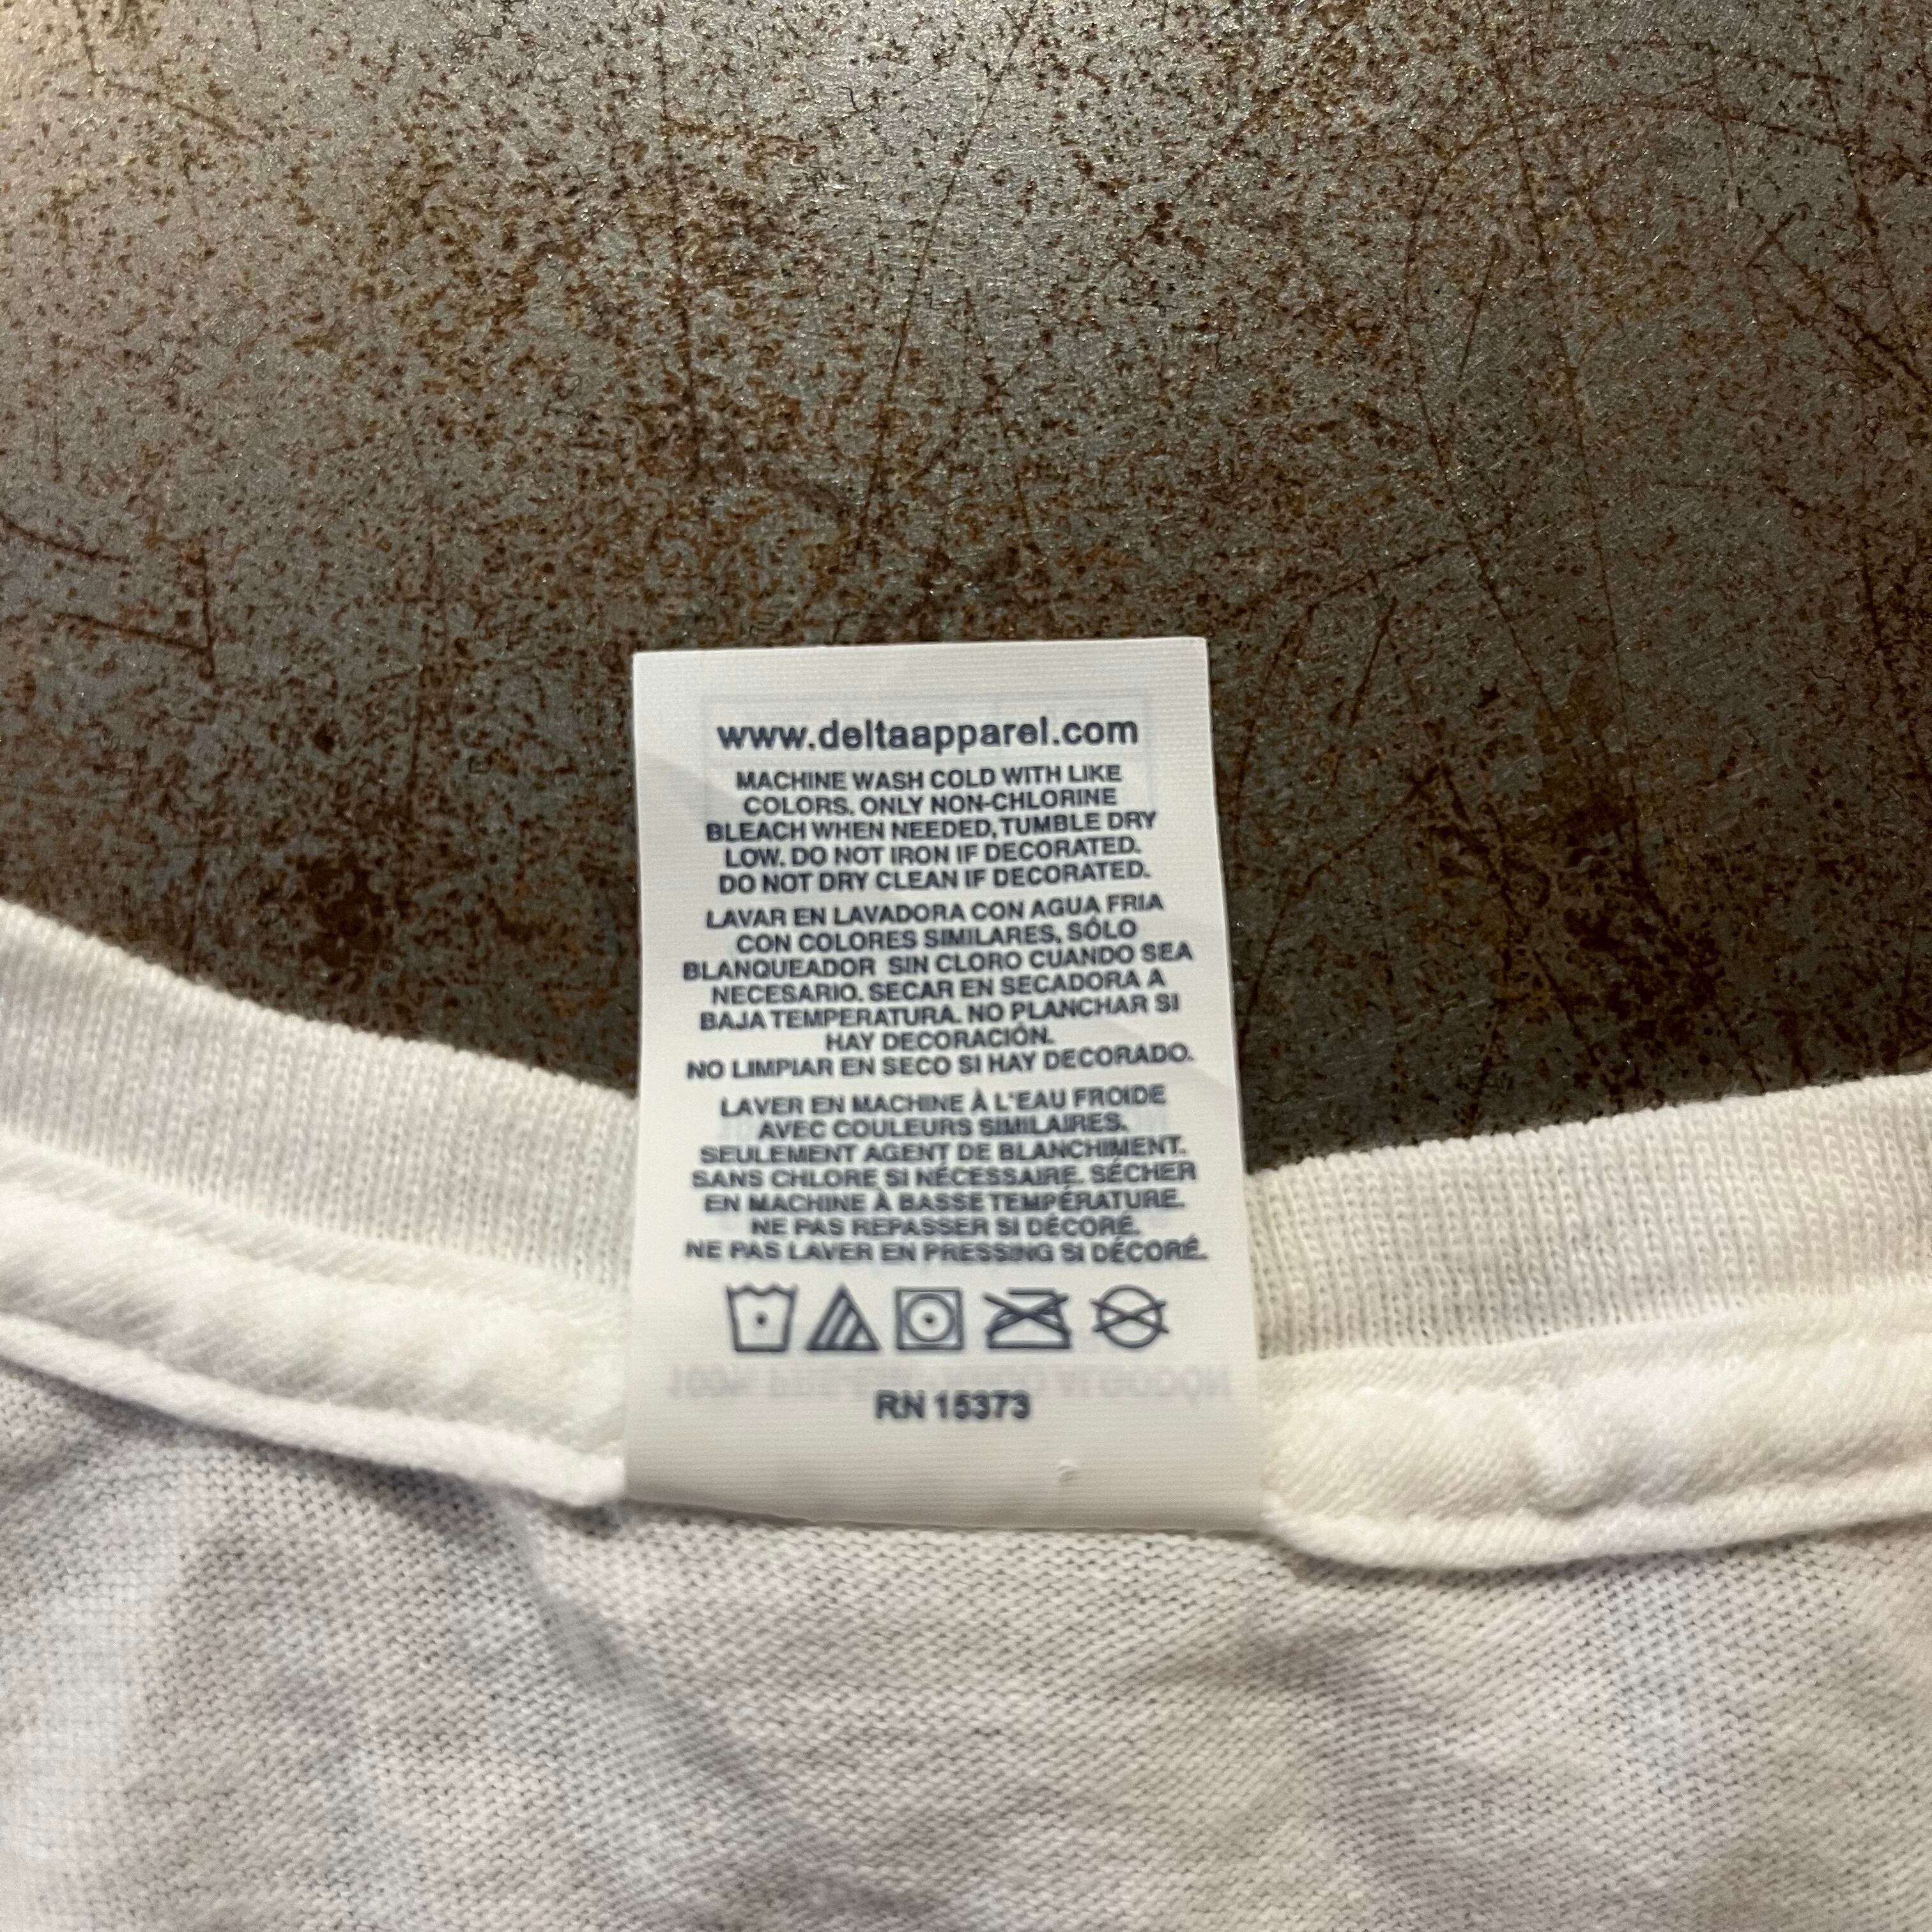 www.deltaapparel.com
MACHINE WASH COLD WITH LIKE
COLORS. ONLY NON-CHLORINE
BLEACH WHEN NEEDED, TUMBLE DRY
LOW. DO NOT IRON IF DECORATED.
DO NOT DRY CLEAN IF DECORATED.
LAVAR EN LAVADORA CON AGUA FRIA
CON COLORES SIMILARES, SÓLO
BLANQUEADOR SIN CLORO CUANDO SEA
NECESARIO. SECAR EN SECADORA A
BAJA TEMPERATURA. NO PLANCHAR SI
HAY DECORACIÓN.
NO LIMPIAR EN SECO SI HAY DECORADO.
LAVER EN MACHINE À L'EAU FROIDE
AVEC COULEURS SIMILAIRES.
SEULEMENT AGENT DE BLANCHIMENT.
SANS CHLORE SI NÉCESSAIRE. SÉCHER
EN MACHINE À BASSE TEMPÉRATURE.
NE PAS REPASSER SI DÉCORÉ.
NE PAS LAVER EN PRESSING SI DÉCORÉ.
RN 15373